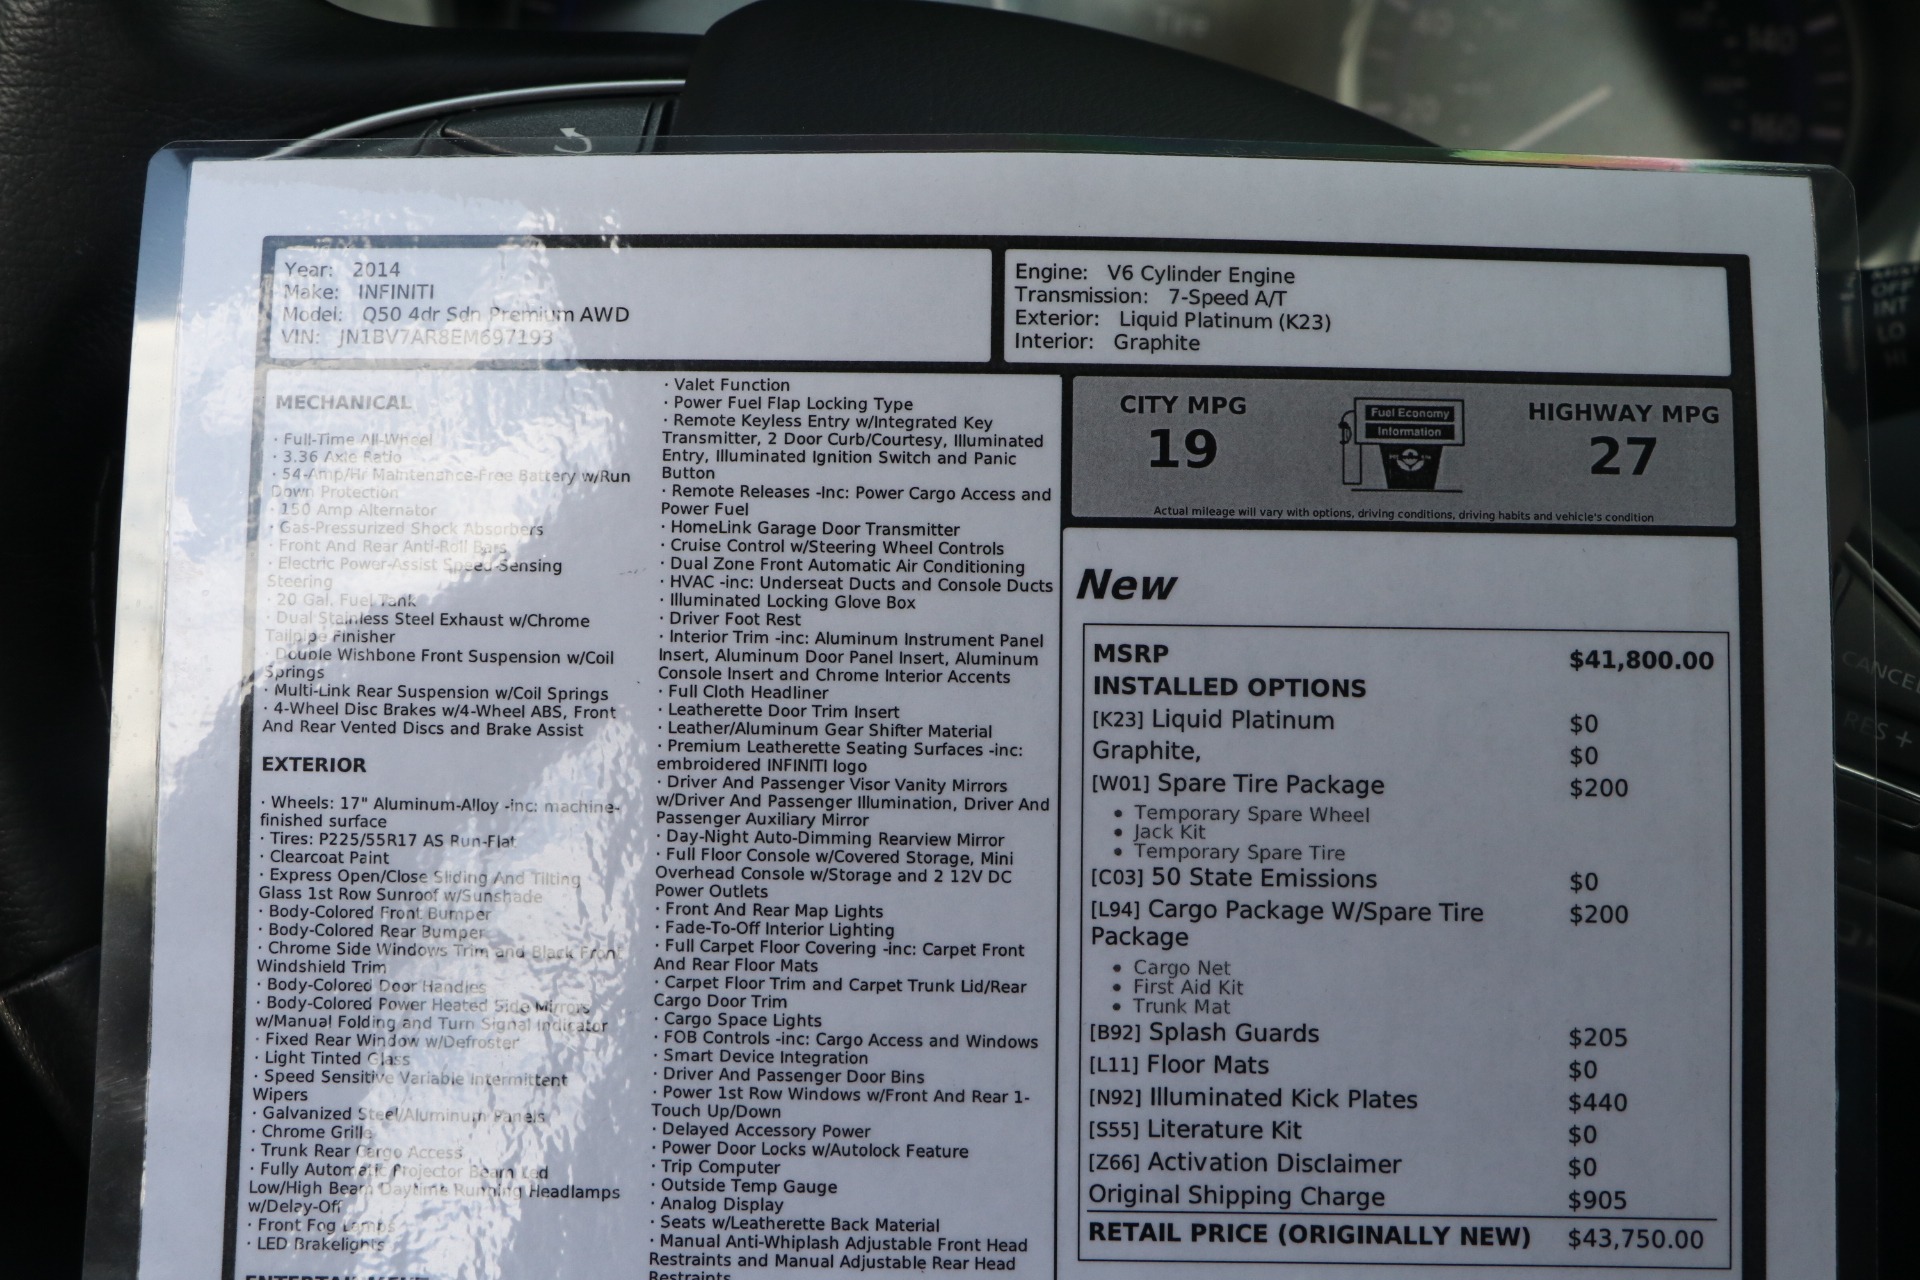 Tire
40
20
140
160
OFF
INT
LO
HI
CANCEL
RES +
Year: 2014
Make: INFINITI
Model: Q50 4dr Sdn Premium AWD
VIN: JN1BV7AR8EM697193
Engine: V6 Cylinder Engine
Transmission: 7-Speed A/T
Exterior: Liquid Platinum (K23)
Interior: Graphite
MECHANICAL
· Full-Time All-Wheel
· 3.36 Axle Ratio
· 54-Amp/Hr Maintenance-Free Battery w/Run
Down Protection
· 150 Amp Alternator
· Gas-Pressurized Shock Absorbers
· Front And Rear Anti-Roll Bars
· Electric Power-Assist Speed-Sensing
Steering
· 20 Gal. Fuel Tank
· Dual Stainless Steel Exhaust w/Chrome
Tailpipe Finisher
· Double Wishbone Front Suspension w/Coil
Springs
· Multi-Link Rear Suspension w/Coil Springs
· 4-Wheel Disc Brakes w/4-Wheel ABS, Front
And Rear Vented Discs and Brake Assist
EXTERIOR
· Wheels: 17" Aluminum-Alloy -inc: machine-
finished surface
· Tires: P225/55R17 AS Run-Flat
· Clearcoat Paint
· Express Open/Close Sliding And Tilting
Glass 1st Row Sunroof w/Sunshade
· Body-Colored Front Bumper
· Body-Colored Rear Bumper
· Chrome Side Windows Trim and Black Front
Windshield Trim
· Body-Colored Door Handles
· Body-Colored Power Heated Side Mirrors
w/Manual Folding and Turn Signal Indicator
· Fixed Rear Window w/Defroster
· Light Tinted Glass
· Speed Sensitive Variable Intermittent
Wipers
· Galvanized Steel/Aluminum Panels
· Chrome Grille
· Trunk Rear Cargo Access
· Fully Automatic Projector Beam Led
Low/High Beam Daytime Running Headlamps
w/Delay-Off
· Front Fog Lamps
· LED Brakelights
ENTERTAINMENT
· Valet Function
· Power Fuel Flap Locking Type
· Remote Keyless Entry w/Integrated Key
Transmitter, 2 Door Curb/Courtesy, Illuminated
Entry, Illuminated Ignition Switch and Panic
Button
· Remote Releases -Inc: Power Cargo Access and
Power Fuel
· HomeLink Garage Door Transmitter
· Cruise Control w/Steering Wheel Controls
· Dual Zone Front Automatic Air Conditioning
· HVAC -inc: Underseat Ducts and Console Ducts
· Illuminated Locking Glove Box
· Driver Foot Rest
· Interior Trim -inc: Aluminum Instrument Panel
Insert, Aluminum Door Panel Insert, Aluminum
Console Insert and Chrome Interior Accents
· Full Cloth Headliner
· Leatherette Door Trim Insert
· Leather/Aluminum Gear Shifter Material
· Premium Leatherette Seating Surfaces -inc:
embroidered INFINITI logo
· Driver And Passenger Visor Vanity Mirrors
w/Driver And Passenger Illumination, Driver And
Passenger Auxiliary Mirror
· Day-Night Auto-Dimming Rearview Mirror
· Full Floor Console w/Covered Storage, Mini
Overhead Console w/Storage and 2 12V DC
Power Outlets
· Front And Rear Map Lights
· Fade-To-Off Interior Lighting
· Full Carpet Floor Covering -inc: Carpet Front
And Rear Floor Mats
· Carpet Floor Trim and Carpet Trunk Lid/Rear
Cargo Door Trim
· Cargo Space Lights
· FOB Controls -inc: Cargo Access and Windows
· Smart Device Integration
· Driver And Passenger Door Bins
· Power 1st Row Windows w/Front And Rear 1-
Touch Up/Down
· Delayed Accessory Power
· Power Door Locks w/Autolock Feature
· Trip Computer
· Outside Temp Gauge
· Analog Display
· Seats w/Leatherette Back Material
· Manual Anti-Whiplash Adjustable Front Head
Restraints and Manual Adjustable Rear Head
Restraints
CITY MPG
19
Fuel Economy
Information
HIGHWAY MPG
27
Actual mileage will vary with options, driving conditions, driving habits and vehicle's condition
New
MSRP $41,800.00
INSTALLED OPTIONS
[K23] Liquid Platinum $0
Graphite, $0
[W01] Spare Tire Package $200
• Temporary Spare Wheel
• Jack Kit
• Temporary Spare Tire
[C03] 50 State Emissions $0
[L94] Cargo Package W/Spare Tire $200
Package
• Cargo Net
• First Aid Kit
• Trunk Mat
[B92] Splash Guards $205
[L11] Floor Mats $0
[N92] Illuminated Kick Plates $440
[S55] Literature Kit $0
[Z66] Activation Disclaimer $0
Original Shipping Charge $905
RETAIL PRICE (ORIGINALLY NEW) $43,750.00